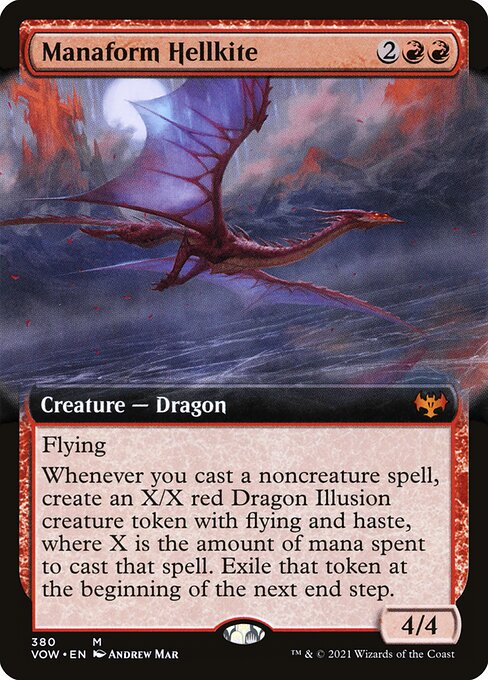 Manaform Hellkite 2
Creature — Dragon
Flying
Whenever you cast a noncreature spell,
create an X/X red Dragon Illusion
creature token with flying and haste,
where X is the amount of mana spent
to cast that spell. Exile that token at
the beginning of the next end step.
4/4
380 M
VOW • EN Andrew Mar
™ & © 2021 Wizards of the Coast